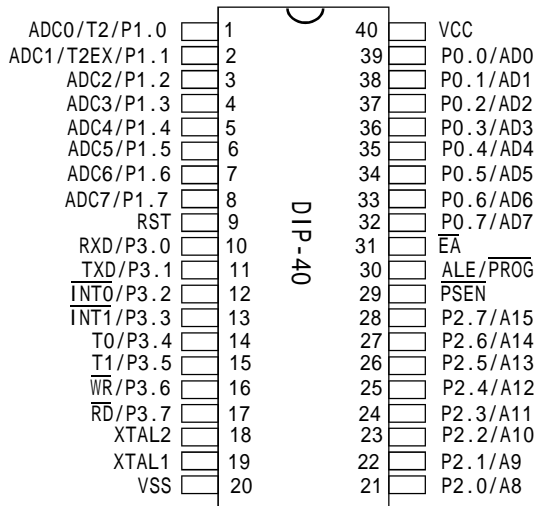 ADC0/T2/P1.0 1 40 VCC
ADC1/T2EX/P1.1 2 39 P0.0/AD0
ADC2/P1.2 3 38 P0.1/AD1
ADC3/P1.3 4 37 P0.2/AD2
ADC4/P1.4 5 36 P0.3/AD3
ADC5/P1.5 6 35 P0.4/AD4
ADC6/P1.6 7 34 P0.5/AD5
ADC7/P1.7 8 33 P0.6/AD6
RST 9 32 P0.7/AD7
RXD/P3.0 10 31 E̅A̅
TXD/P3.1 11 30 ALE/P̅R̅O̅G̅
I̅N̅T̅0̅/P3.2 12 29 P̅S̅E̅N̅
I̅N̅T̅1̅/P3.3 13 28 P2.7/A15
T0/P3.4 14 27 P2.6/A14
T1/P3.5 15 26 P2.5/A13
W̅R̅/P3.6 16 25 P2.4/A12
R̅D̅/P3.7 17 24 P2.3/A11
XTAL2 18 23 P2.2/A10
XTAL1 19 22 P2.1/A9
VSS 20 21 P2.0/A8
DIP-40